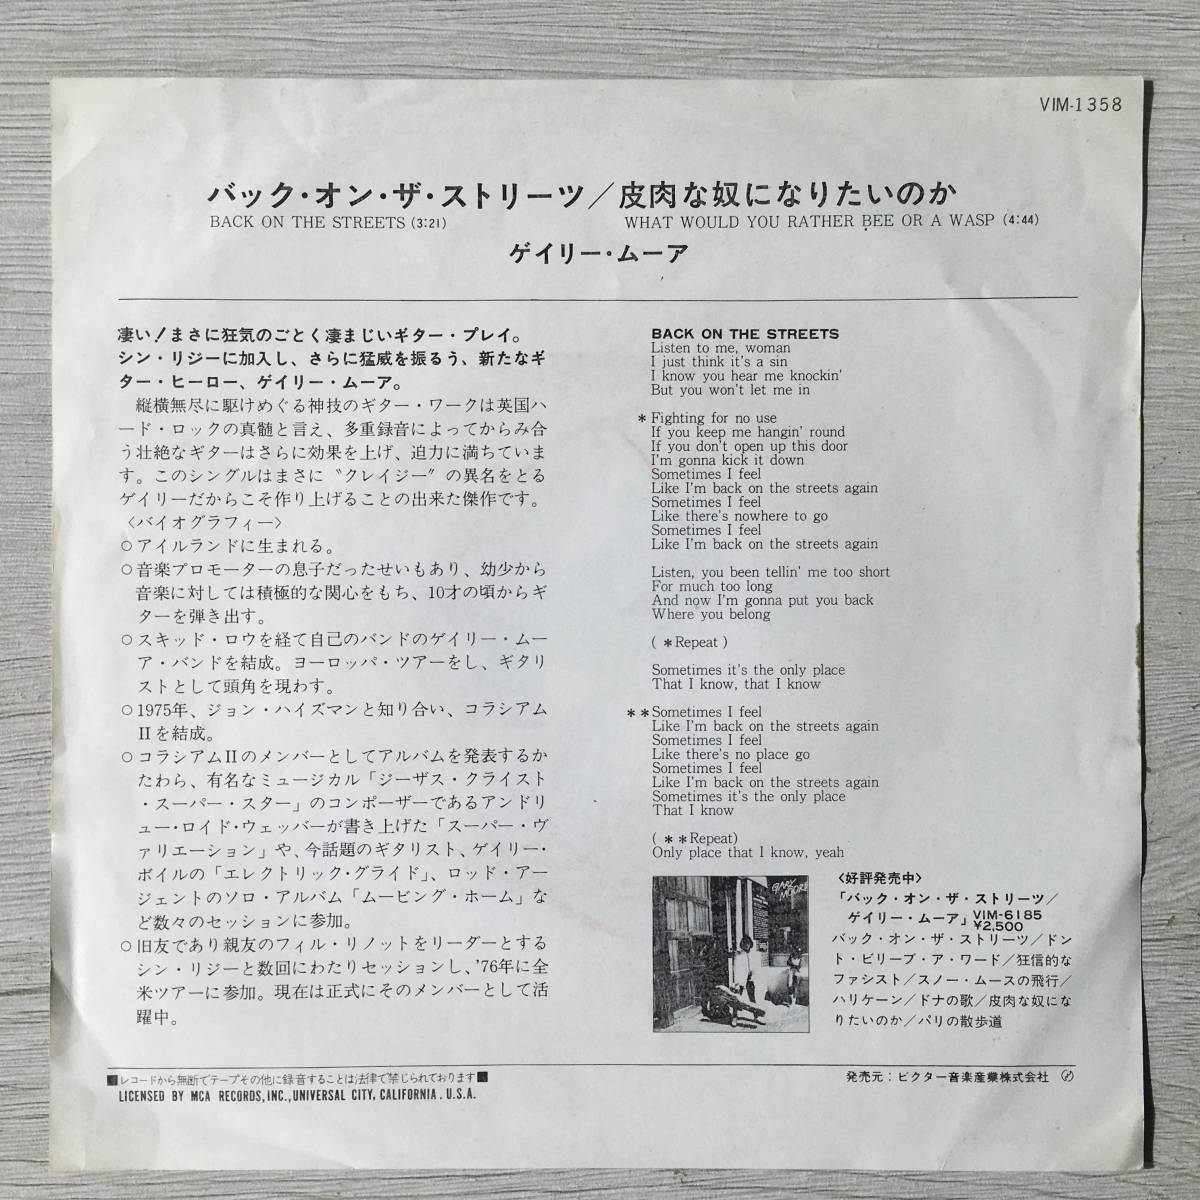 VIM-1358
バック・オン・ザ・ストリーツ／皮肉な奴になりたいのか
BACK ON THE STREETS (3:21)
WHAT WOULD YOU RATHER BEE OR A WASP (4:44)
ゲイリー・ムーア
凄い！まさに狂気のごとく凄まじいギター・プレイ。
シン・リジーに加入し、さらに猛威を振るう、新たなギ
ター・ヒーロー、ゲイリー・ムーア。
縦横無尽に駆けめぐる神技のギター・ワークは英国ハ
ード・ロックの真髄と言え、多重録音によってからみ合
う壮絶なギターはさらに効果を上げ、迫力に満ちていま
す。このシングルはまさに〝クレイジー〟の異名をとる
ゲイリーだからこそ作り上げることの出来た傑作です。
〈バイオグラフィー〉
○アイルランドに生まれる。
○音楽プロモーターの息子だったせいもあり、幼少から
音楽に対しては積極的な関心をもち、10才の頃からギ
ターを弾き出す。
○スキッド・ロウを経て自己のバンドのゲイリー・ムー
ア・バンドを結成。ヨーロッパ・ツアーをし、ギタリ
ストとして頭角を現わす。
○1975年、ジョン・ハイズマンと知り合い、コラシアム
IIを結成。
○コラシアムIIのメンバーとしてアルバムを発表するか
たわら、有名なミュージカル「ジーザス・クライスト
・スーパー・スター」のコンポーザーであるアンドリ
ュー・ロイド・ウェッバーが書き上げた「スーパー・ヴ
ァリエーション」や、今話題のギタリスト、ゲイリー・
ボイルの「エレクトリック・グライド」、ロッド・アー
ジェントのソロ・アルバム「ムービング・ホーム」な
ど数々のセッションに参加。
○旧友であり親友のフィル・リノットをリーダーとする
シン・リジーと数回にわたりセッションし、'76年に全
米ツアーに参加。現在は正式にそのメンバーとして活
躍中。
BACK ON THE STREETS
Listen to me, woman
I just think it's a sin
I know you hear me knockin'
But you won't let me in
＊Fighting for no use
If you keep me hangin' round
If you don't open up this door
I'm gonna kick it down
Sometimes I feel
Like I'm back on the streets again
Sometimes I feel
Like there's nowhere to go
Sometimes I feel
Like I'm back on the streets again
Listen, you been tellin' me too short
For much too long
And now I'm gonna put you back
Where you belong
(＊Repeat)
Sometimes it's the only place
That I know, that I know
＊＊Sometimes I feel
Like I'm back on the streets again
Sometimes I feel
Like there's no place go
Sometimes I feel
Like I'm back on the streets again
Sometimes it's the only place
That I know
(＊＊Repeat)
Only place that I know, yeah
GARY
MOORE
〈好評発売中〉
「バック・オン・ザ・ストリーツ／
ゲイリー・ムーア」VIM-6185
¥2,500
バック・オン・ザ・ストリーツ／ドン
ト・ビリーブ・ア・ワード／狂信的な
ファシスト／スノー・ムースの飛行／
ハリケーン／ドナの歌／皮肉な奴にな
りたいのか／パリの散歩道
レコードから無断でテープその他に録音することは法律で禁じられております
LICENSED BY MCA RECORDS, INC., UNIVERSAL CITY, CALIFORNIA. U.S.A.
発売元：ビクター音楽産業株式会社